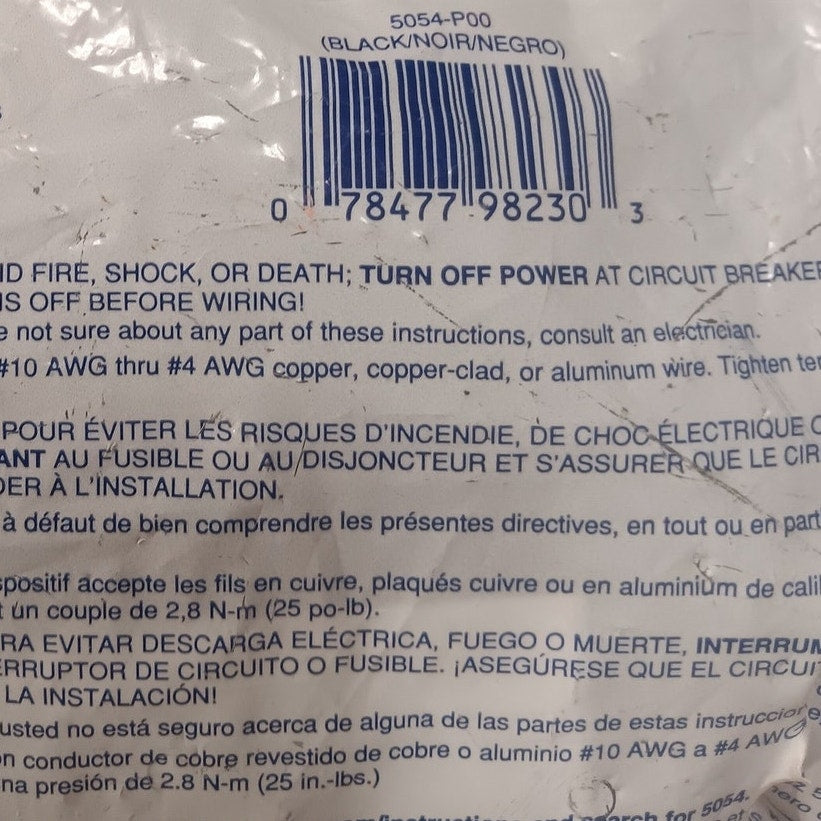 5054-P00
(BLACK/NOIR/NEGRO)
0 78477 98230 3
FIRE, SHOCK, OR DEATH; TURN OFF POWER AT CIRCUIT BREAKER
IS OFF BEFORE WIRING!
not sure about any part of these instructions, consult an electrician.
#10 AWG thru #4 AWG copper, copper-clad, or aluminum wire. Tighten
POUR ÉVITER LES RISQUES D'INCENDIE, DE CHOC ÉLECTRIQUE
ANT AU FUSIBLE OU AU DISJONCTEUR ET S'ASSURER QUE LE CIR
DER À L'INSTALLATION.
à défaut de bien comprendre les présentes directives, en tout ou en part
spositif accepte les fils en cuivre, plaqués cuivre ou en aluminium de cali
un couple de 2,8 N-m (25 po-lb).
RA EVITAR DESCARGA ELÉCTRICA, FUEGO O MUERTE, INTERRUM
ERRUPTOR DE CIRCUITO O FUSIBLE. ¡ASEGÚRESE QUE EL CIRCUIT
LA INSTALACIÓN!
usted no está seguro acerca de alguna de las partes de estas instruccione
n conductor de cobre revestido de cobre o aluminio #10 AWG a #4 AWG
na presión de 2.8 N-m (25 in.-lbs.)
search for 5054.